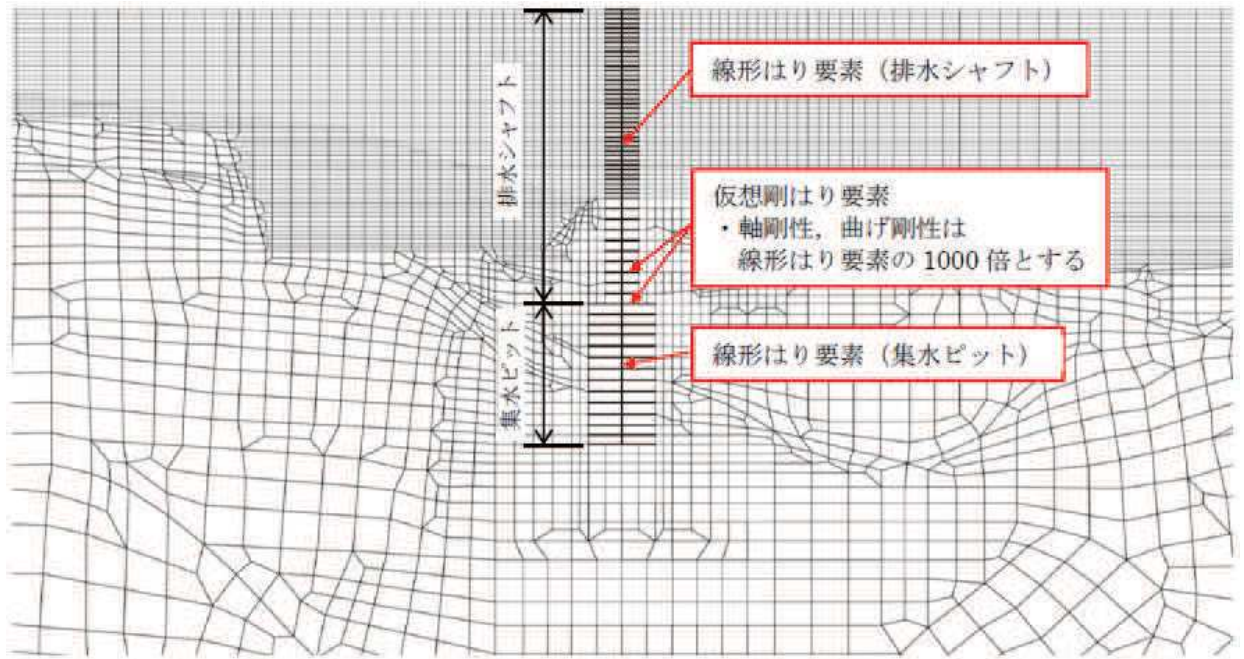 線形はり要素（排水シャフト）
排水シャフト
仮想剛はり要素
・軸剛性，曲げ剛性は
線形はり要素の 1000 倍とする
線形はり要素（集水ピット）
集水ピット